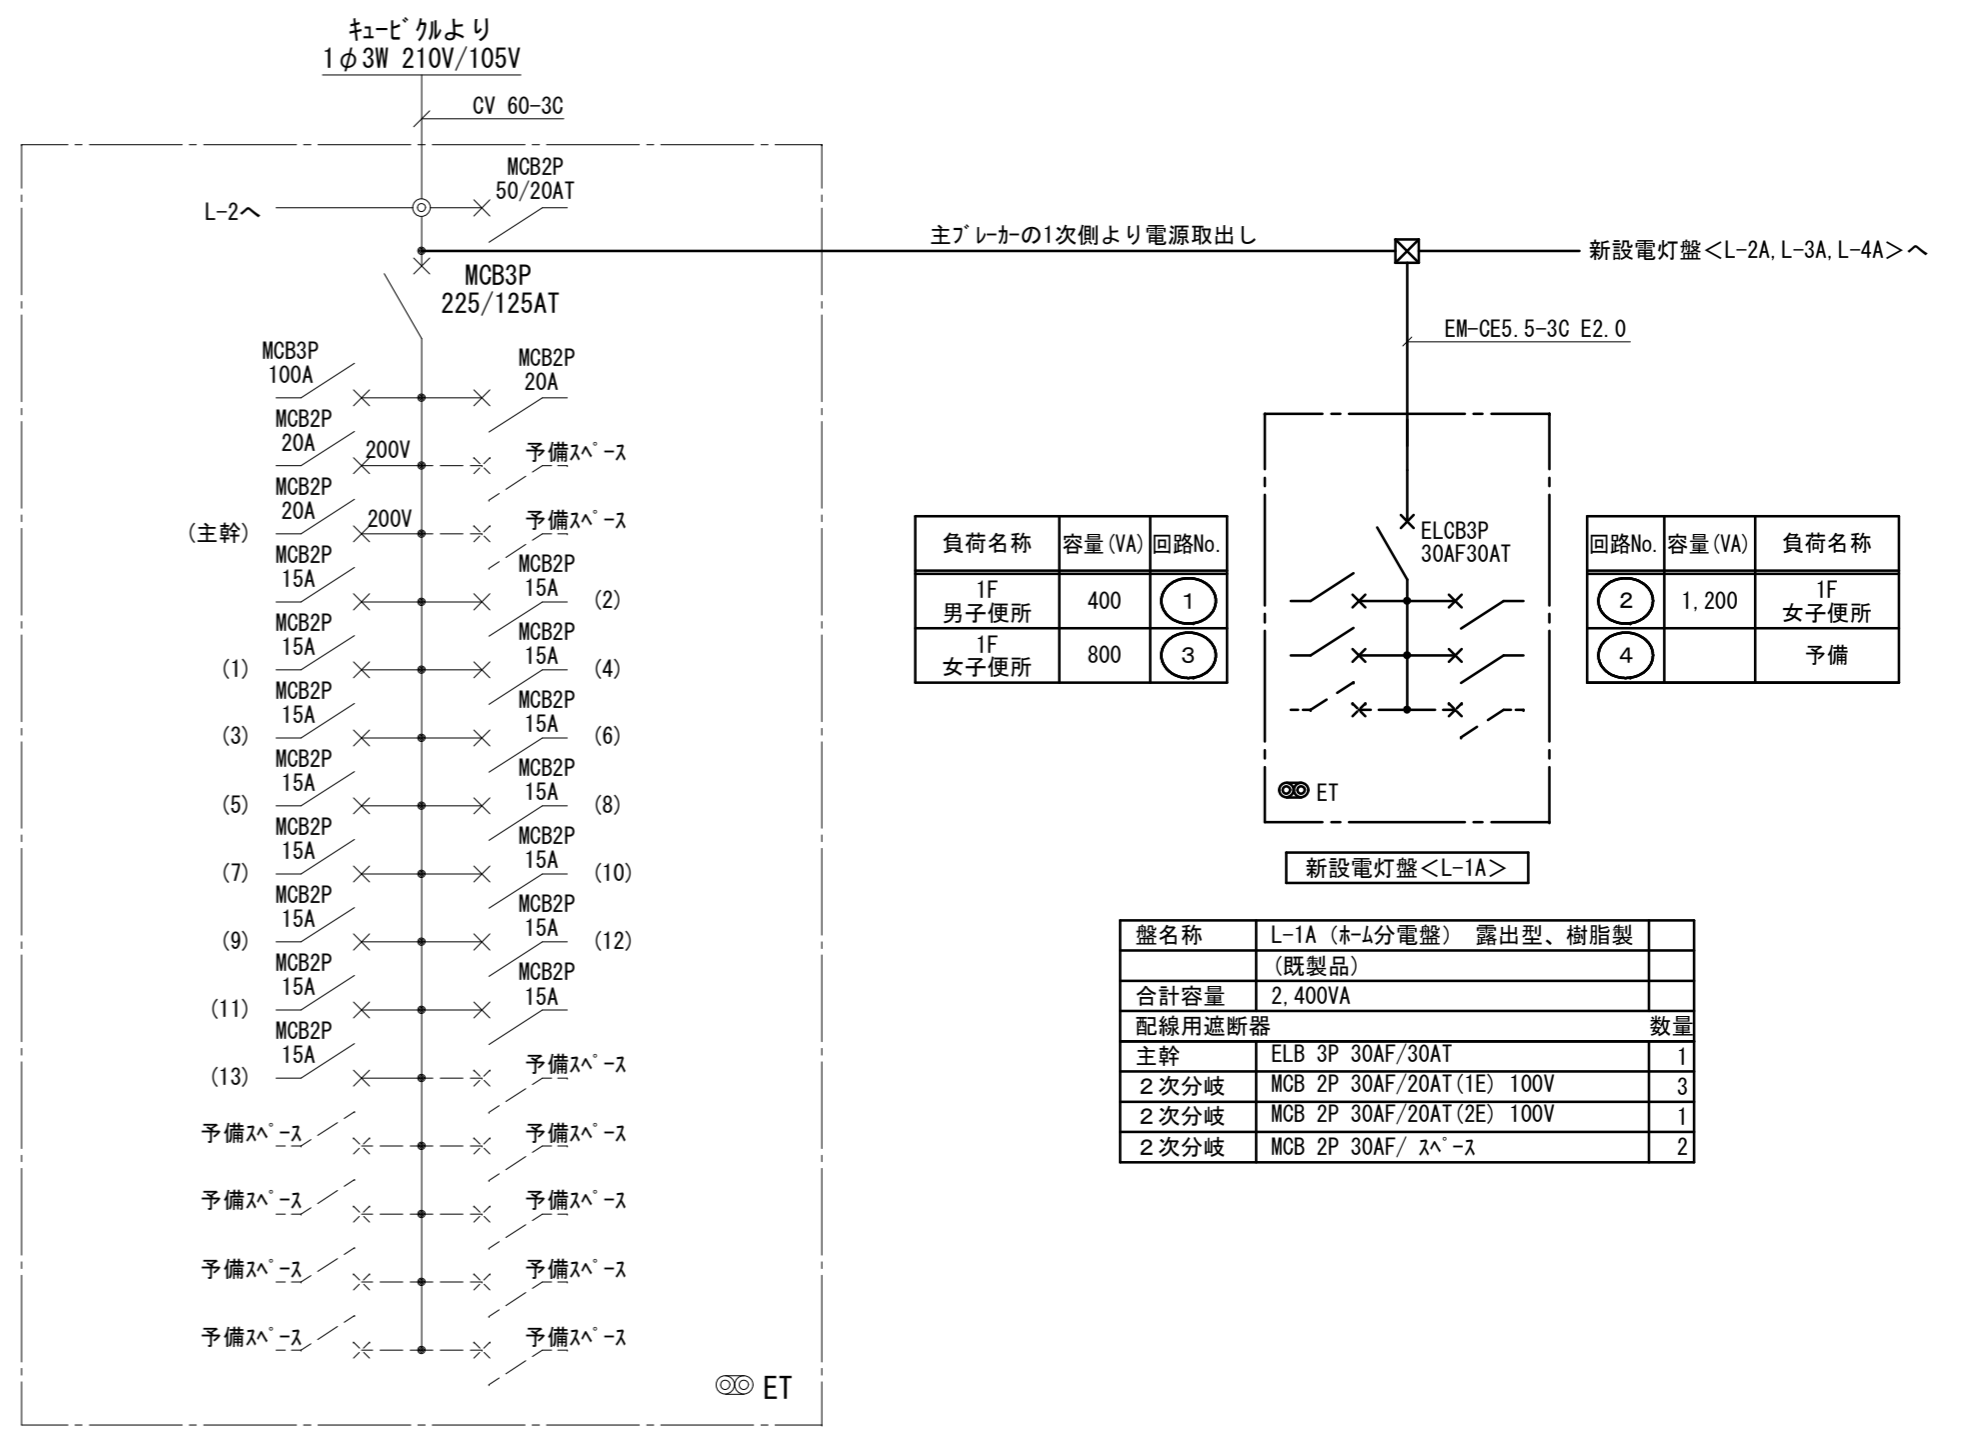 ｷｭｰﾋﾞｸﾙより
1φ3W 210V/105V
CV 60-3C
MCB2P
50/20AT
L-2へ
主ﾌﾞﾚｰｶｰの1次側より電源取出し
新設電灯盤＜L-2A,L-3A,L-4A＞へ
MCB3P
225/125AT
EM-CE5.5-3C E2.0
MCB3P
100A
MCB2P
20A
MCB2P
20A
200V
予備ｽﾍﾟｰｽ
MCB2P
20A
(主幹)
200V
予備ｽﾍﾟｰｽ
MCB2P
15A
MCB2P
15A
(2)
MCB2P
15A
(1)
MCB2P
15A
(4)
MCB2P
15A
(3)
MCB2P
15A
(6)
MCB2P
15A
(5)
MCB2P
15A
(8)
MCB2P
15A
(7)
MCB2P
15A
(10)
MCB2P
15A
(9)
MCB2P
15A
(12)
MCB2P
15A
(11)
MCB2P
15A
MCB2P
15A
(13)
予備ｽﾍﾟｰｽ
予備ｽﾍﾟｰｽ
予備ｽﾍﾟｰｽ
予備ｽﾍﾟｰｽ
予備ｽﾍﾟｰｽ
予備ｽﾍﾟｰｽ
予備ｽﾍﾟｰｽ
予備ｽﾍﾟｰｽ
予備ｽﾍﾟｰｽ
ET
負荷名称 容量(VA) 回路No.
1F
男子便所 400 1
1F
女子便所 800 3
ELCB3P
30AF30AT
回路No. 容量(VA) 負荷名称
2 1,200 1F
女子便所
4 予備
ET
新設電灯盤＜L-1A＞
盤名称 L-1A (ﾎｰﾑ分電盤) 露出型、樹脂製
(既製品)
合計容量 2,400VA
配線用遮断器 数量
主幹 ELB 3P 30AF/30AT 1
２次分岐 MCB 2P 30AF/20AT(1E) 100V 3
２次分岐 MCB 2P 30AF/20AT(2E) 100V 1
２次分岐 MCB 2P 30AF/ ｽﾍﾟｰｽ 2